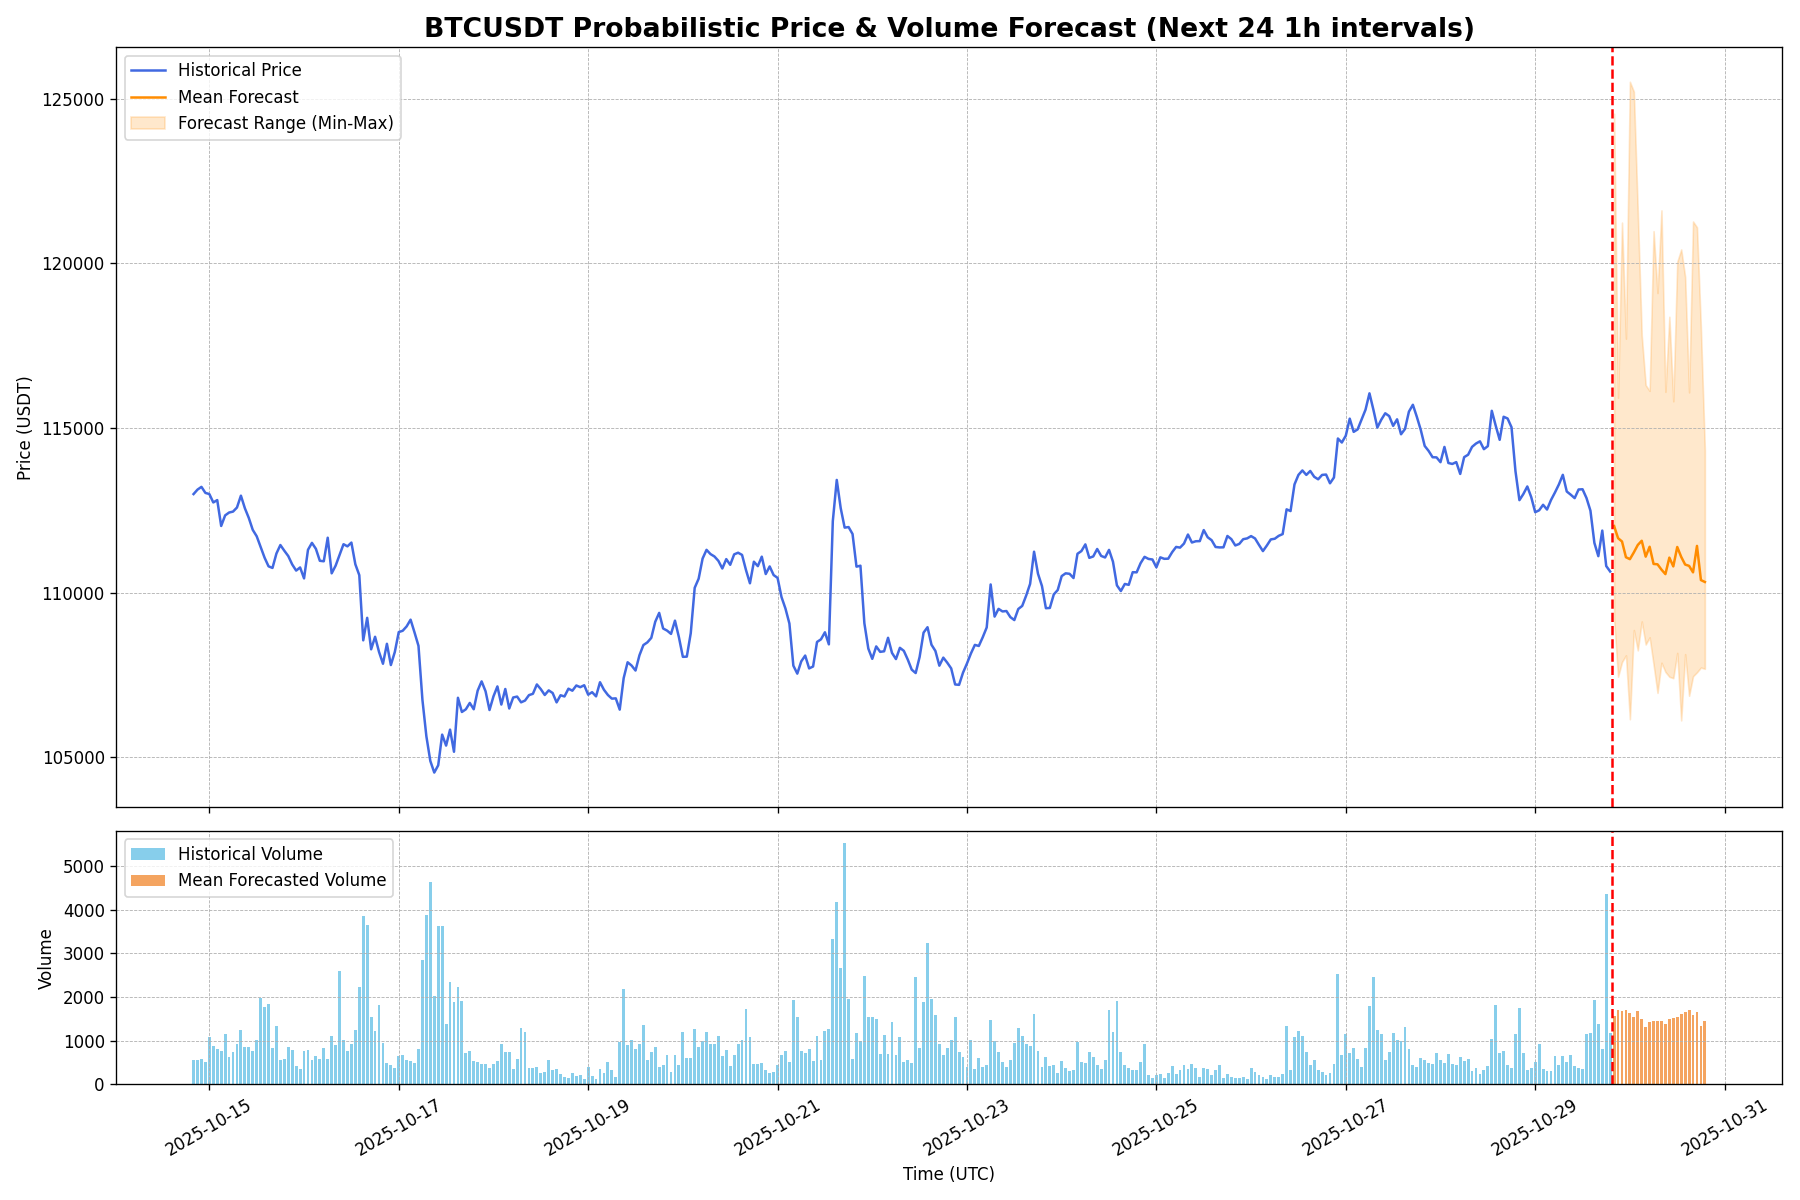 BTCUSDT Probabilistic Price & Volume Forecast (Next 24 1h intervals)
Historical Price
Mean Forecast
Forecast Range (Min-Max)
125000
120000
115000
110000
105000
Price (USDT)
Historical Volume
Mean Forecasted Volume
5000
4000
3000
2000
1000
0
Volume
2025-10-15
2025-10-17
2025-10-19
2025-10-21
2025-10-23
2025-10-25
2025-10-27
2025-10-29
2025-10-31
Time (UTC)